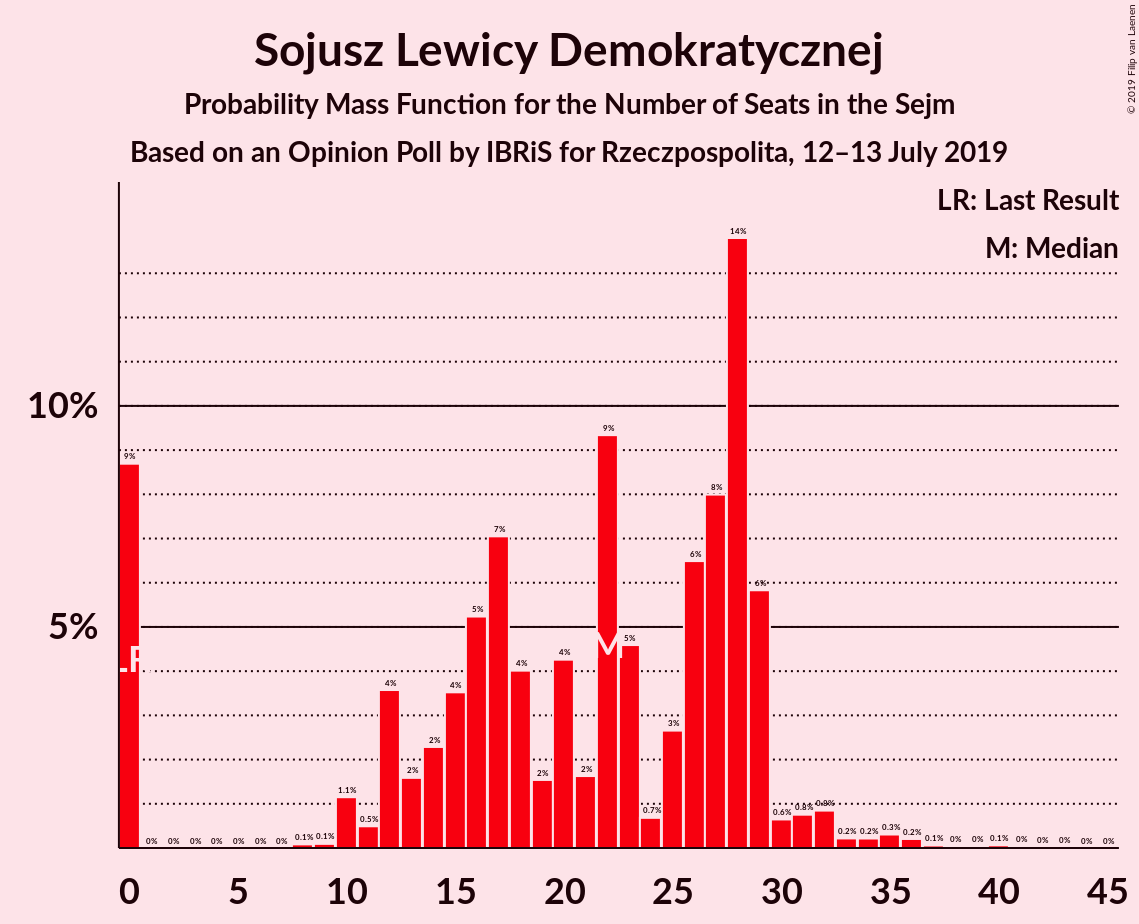 Sojusz Lewicy Demokratycznej
Probability Mass Function for the Number of Seats in the Sejm
Based on an Opinion Poll by IBRiS for Rzeczpospolita, 12–13 July 2019
© 2019 Filip van Laenen
LR: Last Result
M: Median
10%
5%
9% 0% 0% 0% 0% 0% 0% 0% 0.1% 0.1% 1.1% 0.5% 4% 2% 2% 4% 5% 7% 4% 2% 4% 2% 9% 5% 0.7% 3% 6% 8% 14% 6% 0.6% 0.8% 0.8% 0.2% 0.2% 0.3% 0.2% 0.1% 0% 0% 0.1% 0% 0% 0% 0% 0%
LR M
0 5 10 15 20 25 30 35 40 45